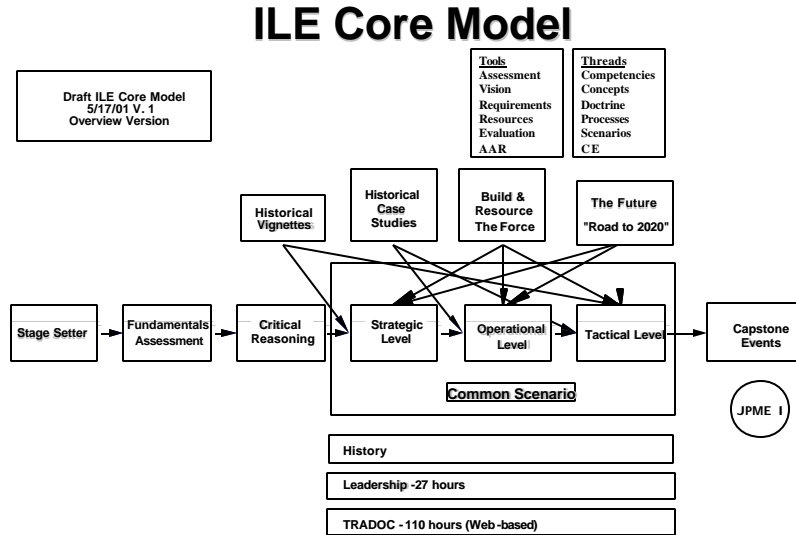 ILE Core Model
Draft ILE Core Model
5/17/01 V. 1
Overview Version
Tools
Assessment
Vision
Requirements
Resources
Evaluation
AAR
Threads
Competencies
Concepts
Doctrine
Processes
Scenarios
CE
Historical
Vignettes
Historical
Case
Studies
Build &
Resource
The Force
The Future
"Road to 2020"
Stage Setter
Fundamentals
Assessment
Critical
Reasoning
Strategic
Level
Operational
Level
Tactical Level
Capstone
Events
Common Scenario
JPME I
History
Leadership -27 hours
TRADOC - 110 hours (Web-based)